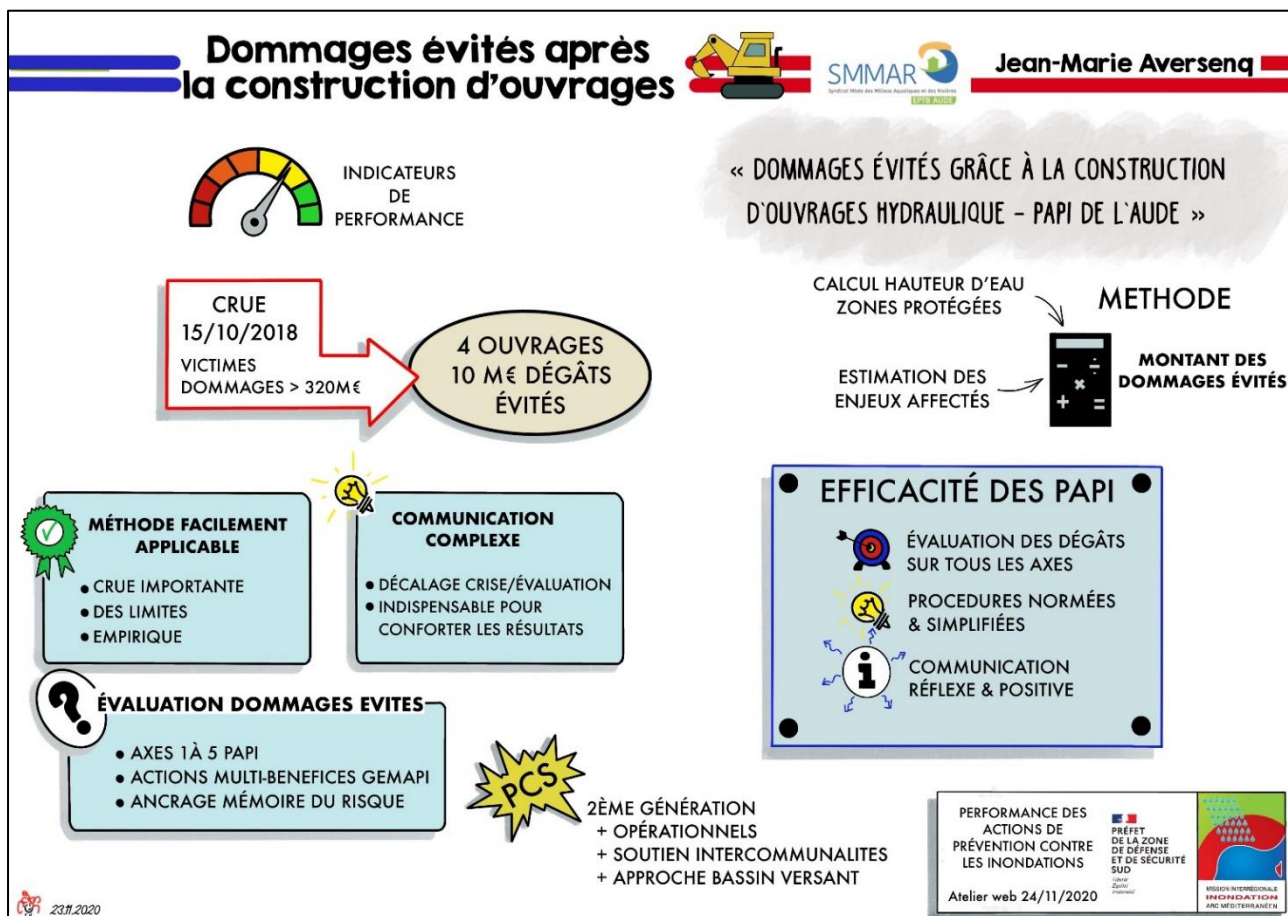 Dommages évités après
la construction d'ouvrages
SMMAR
Syndicat Mixte des Milieux Aquatiques et des Rivières
EPTB AUDE
Jean-Marie Aversenq
INDICATEURS
DE
PERFORMANCE
« DOMMAGES ÉVITÉS GRÂCE À LA CONSTRUCTION
D'OUVRAGES HYDRAULIQUE - PAPI DE L'AUDE »
CRUE
15/10/2018
VICTIMES
DOMMAGES > 320M€
4 OUVRAGES
10 M€ DÉGÂTS
ÉVITÉS
CALCUL HAUTEUR D'EAU
ZONES PROTÉGÉES
METHODE
ESTIMATION DES
ENJEUX AFFECTÉS
MONTANT DES
DOMMAGES ÉVITÉS
MÉTHODE FACILEMENT
APPLICABLE
• CRUE IMPORTANTE
• DES LIMITES
• EMPIRIQUE
COMMUNICATION
COMPLEXE
• DÉCALAGE CRISE/ÉVALUATION
• INDISPENSABLE POUR
CONFORTER LES RÉSULTATS
EFFICACITÉ DES PAPI
ÉVALUATION DES DÉGÂTS
SUR TOUS LES AXES
PROCEDURES NORMÉES
& SIMPLIFIÉES
COMMUNICATION
RÉFLEXE & POSITIVE
ÉVALUATION DOMMAGES EVITES
• AXES 1À 5 PAPI
• ACTIONS MULTI-BENEFICES GEMAPI
• ANCRAGE MÉMOIRE DU RISQUE
PCS
2ÈME GÉNÉRATION
+ OPÉRATIONNELS
+ SOUTIEN INTERCOMMUNALITES
+ APPROCHE BASSIN VERSANT
PERFORMANCE DES
ACTIONS DE
PRÉVENTION CONTRE
LES INONDATIONS
Atelier web 24/11/2020
PRÉFET
DE LA ZONE
DE DÉFENSE
ET DE SÉCURITÉ
SUD
Liberté
Égalité
Fraternité
MISSION INTERRÉGIONALE
INONDATION
ARC MÉDITERRANÉEN
23.11.2020